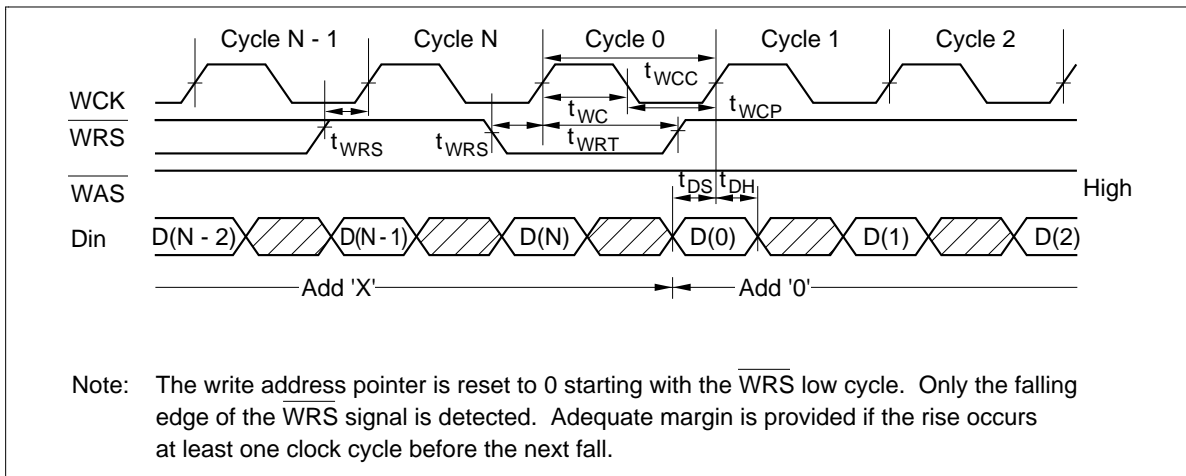 Cycle N - 1 Cycle N Cycle 0 Cycle 1 Cycle 2
tWCC
WCK
tWC
tWCP
WRS
tWRS
tWRS
tWRT
WAS
tDS
tDH
High
Din
D(N - 2) D(N - 1) D(N) D(0) D(1) D(2)
Add 'X' Add '0'
Note: The write address pointer is reset to 0 starting with the WRS low cycle. Only the falling
edge of the WRS signal is detected. Adequate margin is provided if the rise occurs
at least one clock cycle before the next fall.